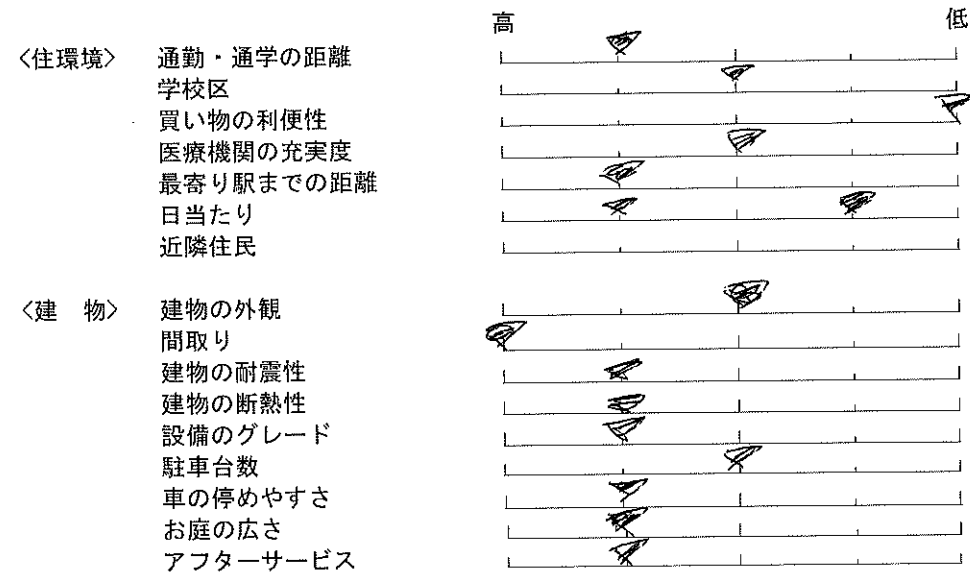 高 低
〈住環境〉 通勤・通学の距離
学校区
買い物の利便性
医療機関の充実度
最寄り駅までの距離
日当たり
近隣住民
〈建 物〉 建物の外観
間取り
建物の耐震性
建物の断熱性
設備のグレード
駐車台数
車の停めやすさ
お庭の広さ
アフターサービス